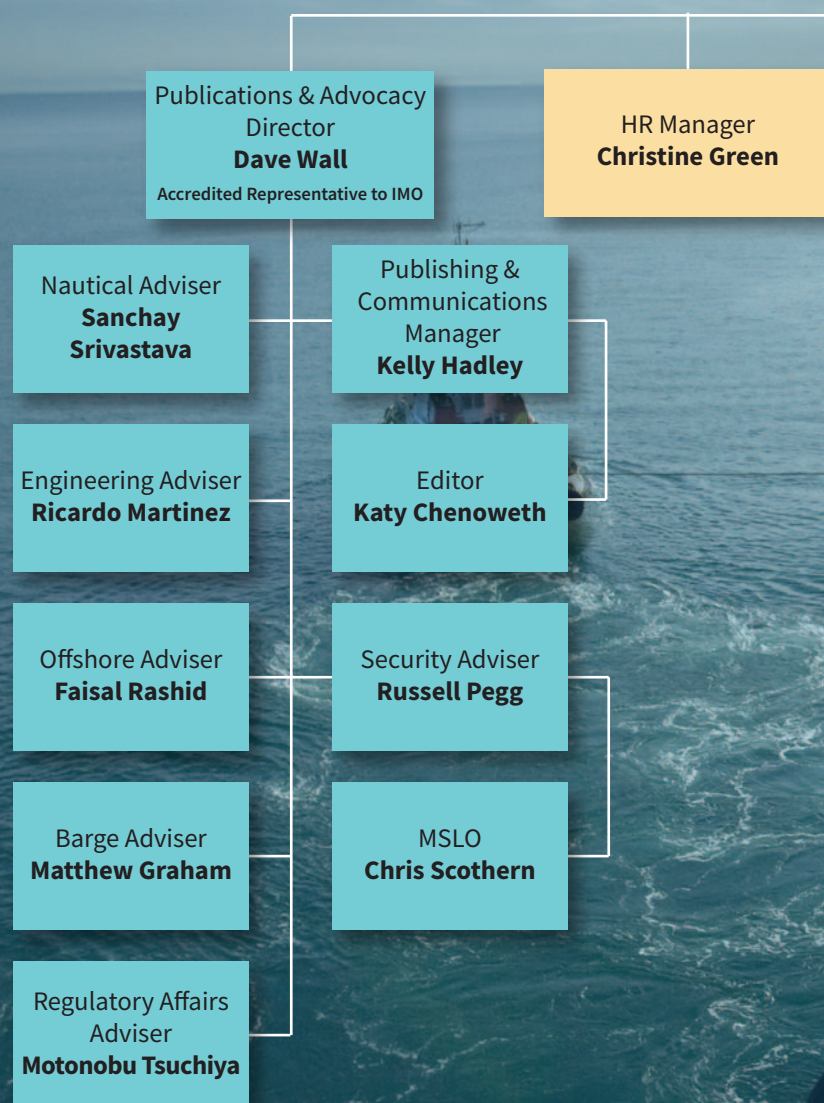 Publications & Advocacy
Director
Dave Wall
Accredited Representative to IMO
HR Manager
Christine Green
Nautical Adviser
Sanchay
Srivastava
Publishing &
Communications
Manager
Kelly Hadley
Engineering Adviser
Ricardo Martinez
Editor
Katy Chenoweth
Offshore Adviser
Faisal Rashid
Security Adviser
Russell Pegg
Barge Adviser
Matthew Graham
MSLO
Chris Scothern
Regulatory Affairs
Adviser
Motonobu Tsuchiya